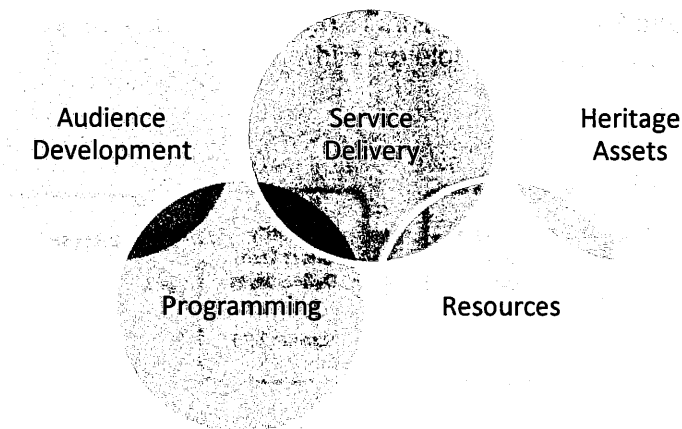 Audience
Development
Service
Delivery
Heritage
Assets
Programming
Resources